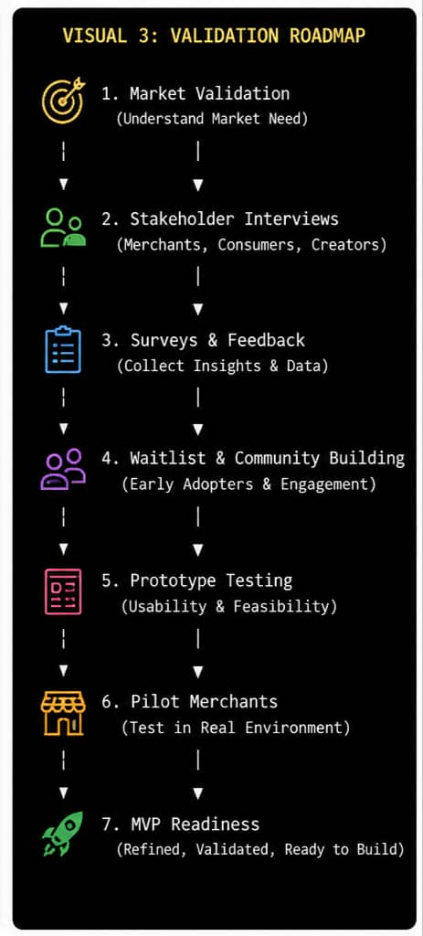 VISUAL 3: VALIDATION ROADMAP
1. Market Validation
(Understand Market Need)
2. Stakeholder Interviews
(Merchants, Consumers, Creators)
3. Surveys & Feedback
(Collect Insights & Data)
4. Waitlist & Community Building
(Early Adopters & Engagement)
5. Prototype Testing
(Usability & Feasibility)
6. Pilot Merchants
(Test in Real Environment)
7. MVP Readiness
(Refined, Validated, Ready to Build)